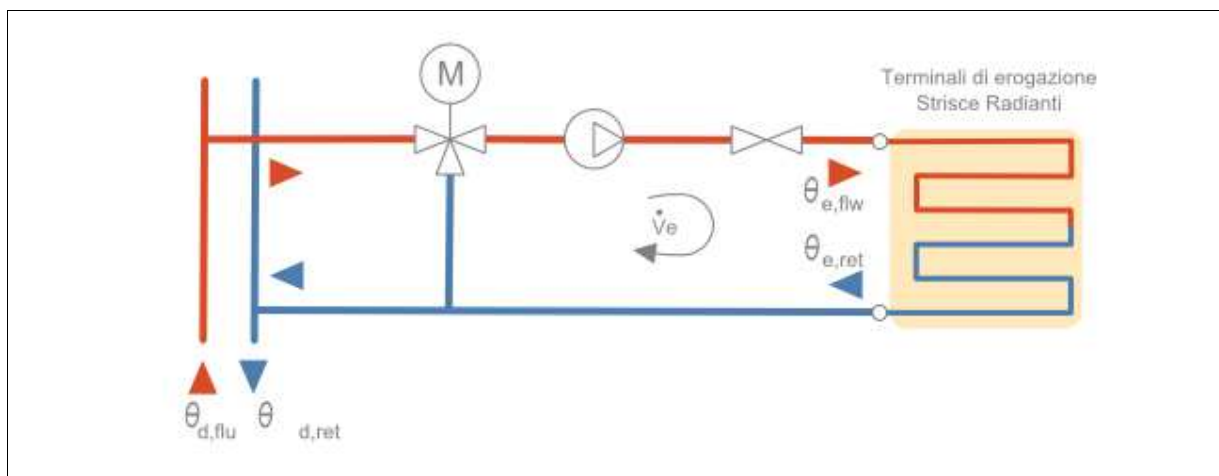 M
Terminali di erogazione
Strisce Radianti
θe,flw
V̇e
θe,ret
θd,flu θ d,ret